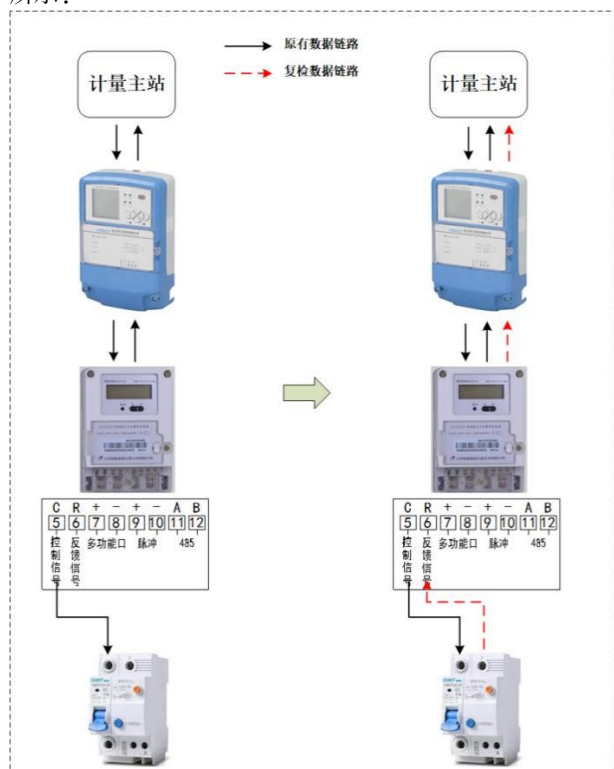 所示：
原有数据链路
复检数据链路
计量主站
计量主站
C R + - + - A B
5 6 7 8 9 10 11 12
控制信号 反馈信号 多功能口 脉冲 485
C R + - + - A B
5 6 7 8 9 10 11 12
控制信号 反馈信号 多功能口 脉冲 485